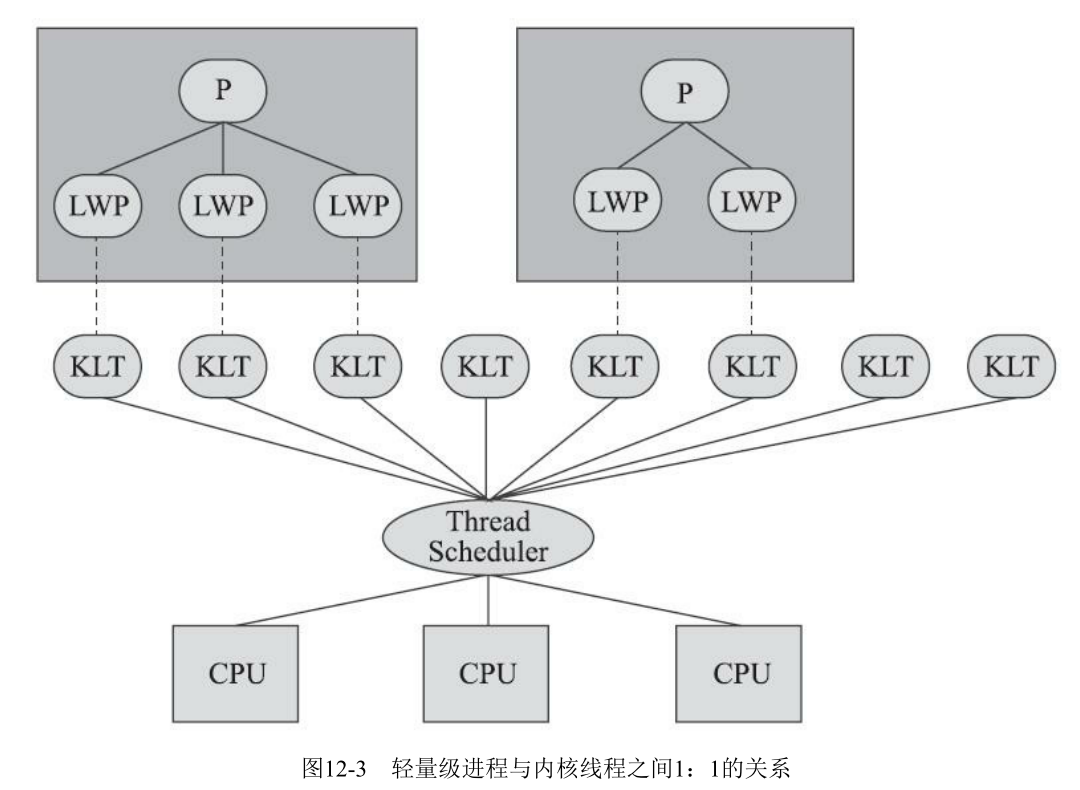 P
P
LWP LWP LWP
LWP LWP
KLT KLT KLT KLT KLT KLT KLT KLT
Thread
Scheduler
CPU CPU CPU
图12-3 轻量级进程与内核线程之间1：1的关系